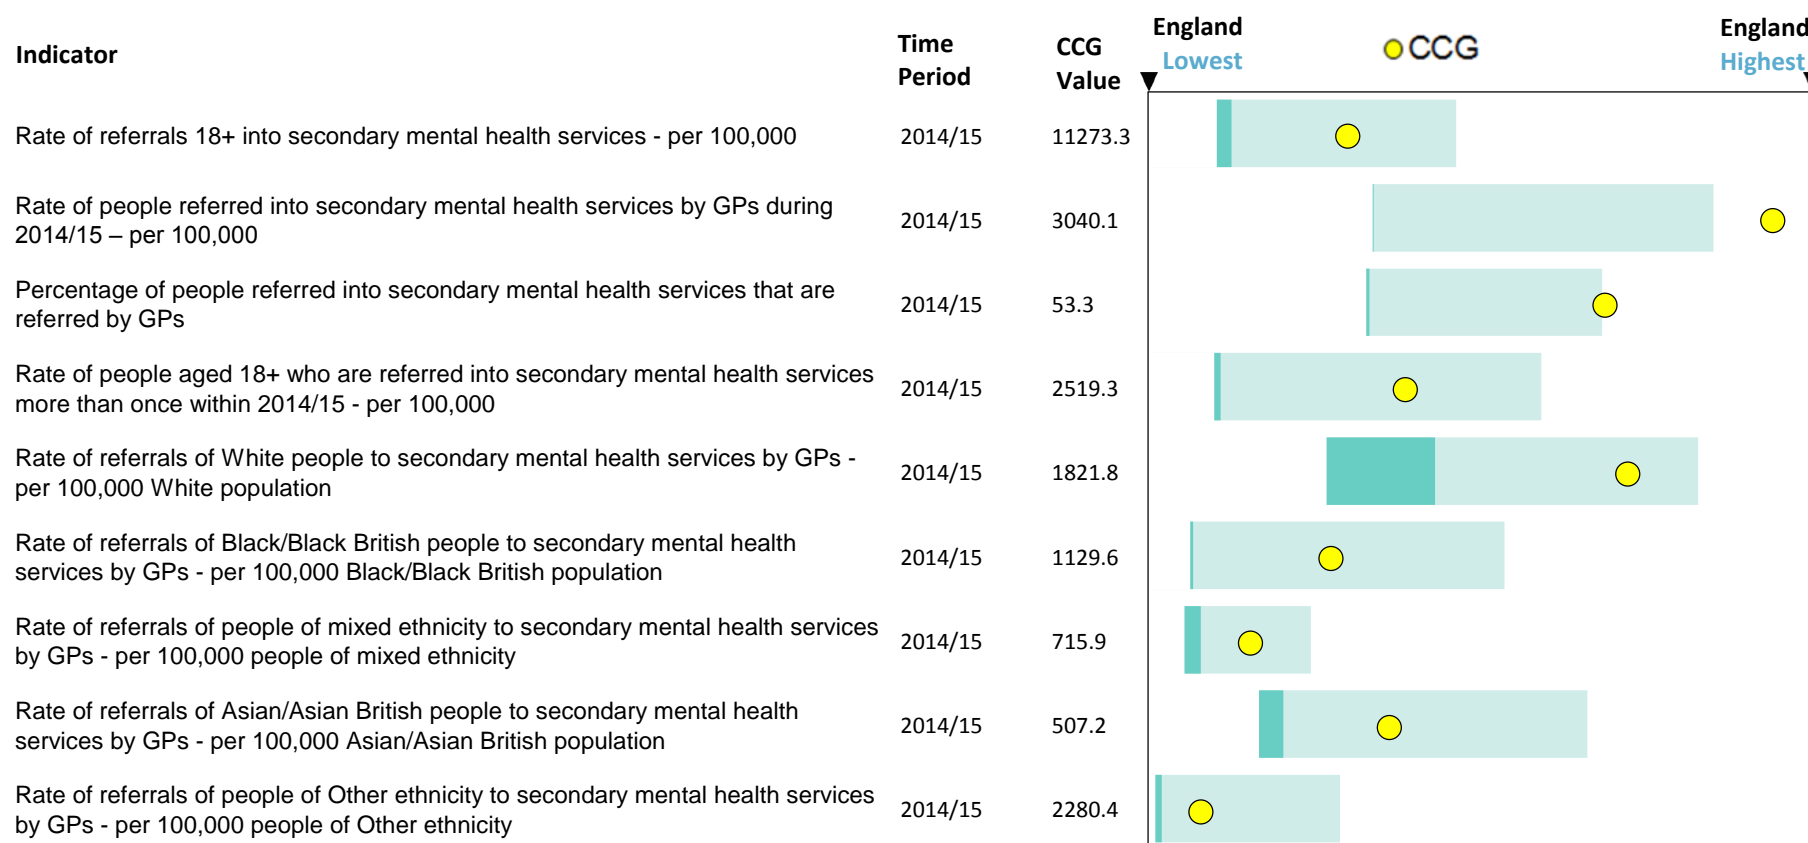 Indicator
Time
Period
CCG
Value
England
Lowest
CCG
England
Highest
Rate of referrals 18+ into secondary mental health services - per 100,000
2014/15
11273.3
Rate of people referred into secondary mental health services by GPs during
2014/15 – per 100,000
2014/15
3040.1
Percentage of people referred into secondary mental health services that are
referred by GPs
2014/15
53.3
Rate of people aged 18+ who are referred into secondary mental health services
more than once within 2014/15 - per 100,000
2014/15
2519.3
Rate of referrals of White people to secondary mental health services by GPs -
per 100,000 White population
2014/15
1821.8
Rate of referrals of Black/Black British people to secondary mental health
services by GPs - per 100,000 Black/Black British population
2014/15
1129.6
Rate of referrals of people of mixed ethnicity to secondary mental health services
by GPs - per 100,000 people of mixed ethnicity
2014/15
715.9
Rate of referrals of Asian/Asian British people to secondary mental health
services by GPs - per 100,000 Asian/Asian British population
2014/15
507.2
Rate of referrals of people of Other ethnicity to secondary mental health services
by GPs - per 100,000 people of Other ethnicity
2014/15
2280.4